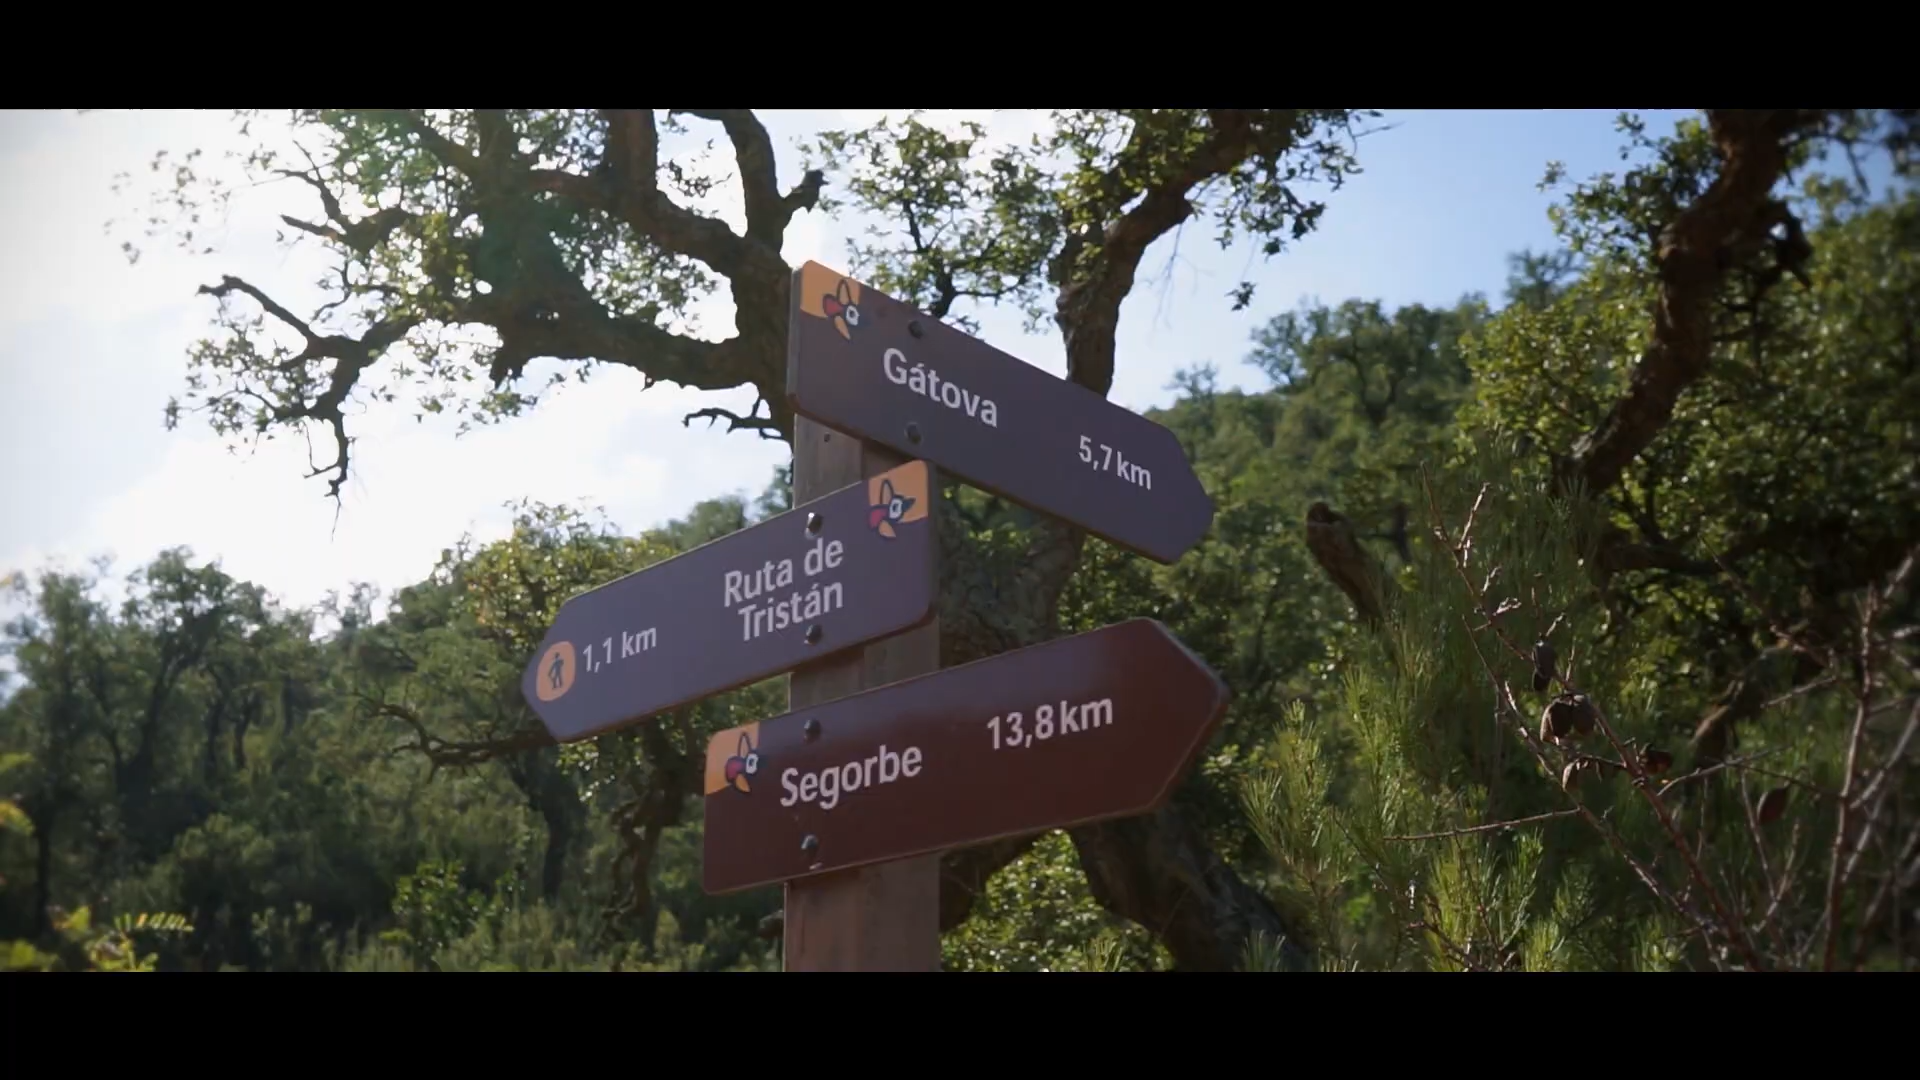 Gátova
5,7 km
Ruta de
Tristán
1,1 km
Segorbe 13,8 km